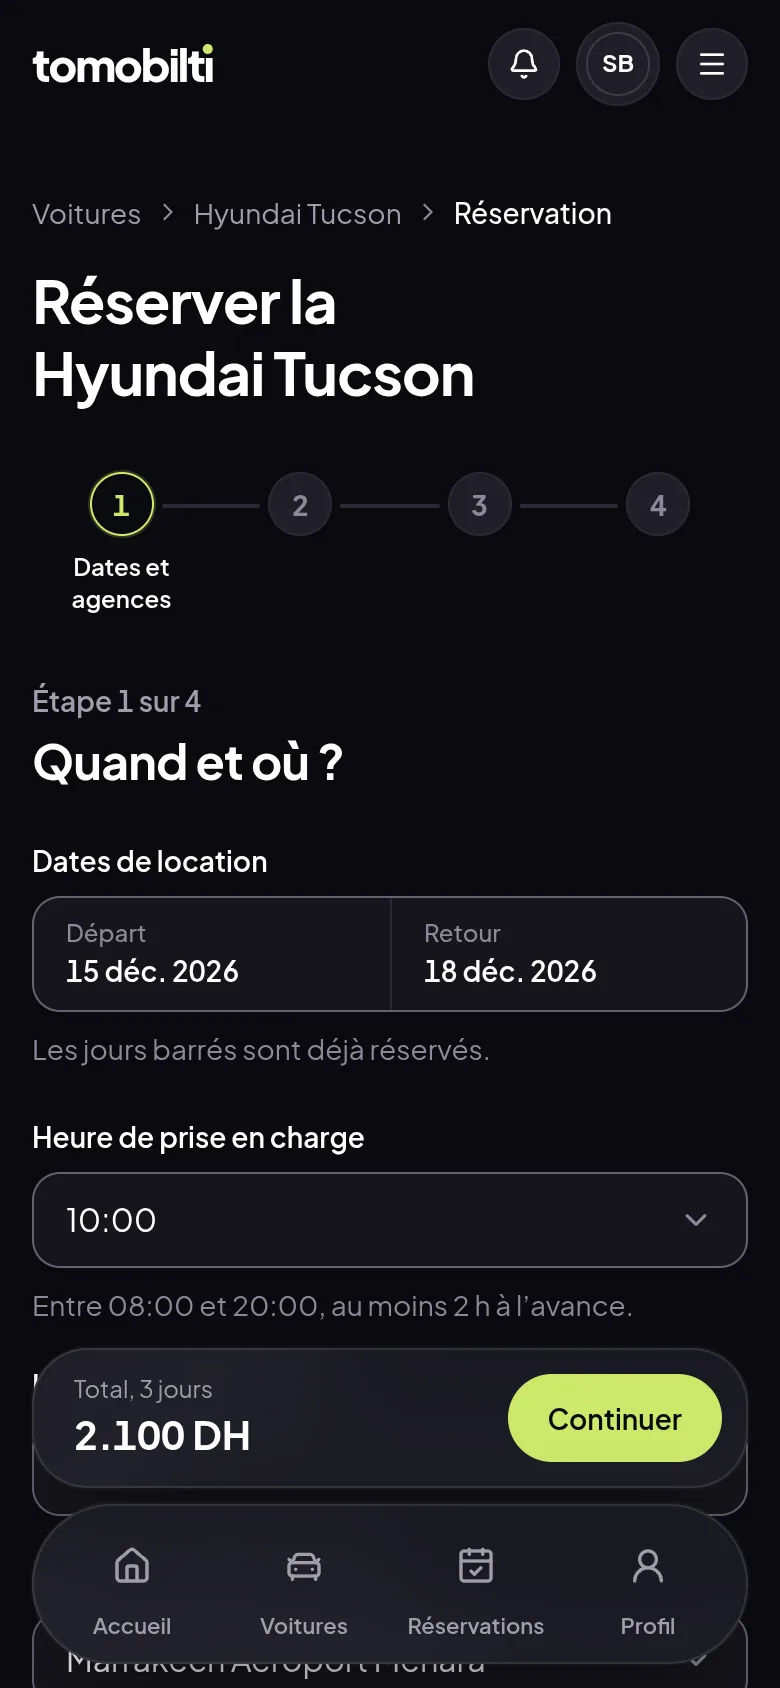 tomobilti
SB
Voitures > Hyundai Tucson > Réservation
Réserver la
Hyundai Tucson
1 2 3 4
Dates et
agences
Étape 1 sur 4
Quand et où ?
Dates de location
Départ Retour
15 déc. 2026 18 déc. 2026
Les jours barrés sont déjà réservés.
Heure de prise en charge
10:00
Entre 08:00 et 20:00, au moins 2 h à l’avance.
Total, 3 jours
2.100 DH
Continuer
Accueil Voitures Réservations Profil
Marrakech Aéroport Menara